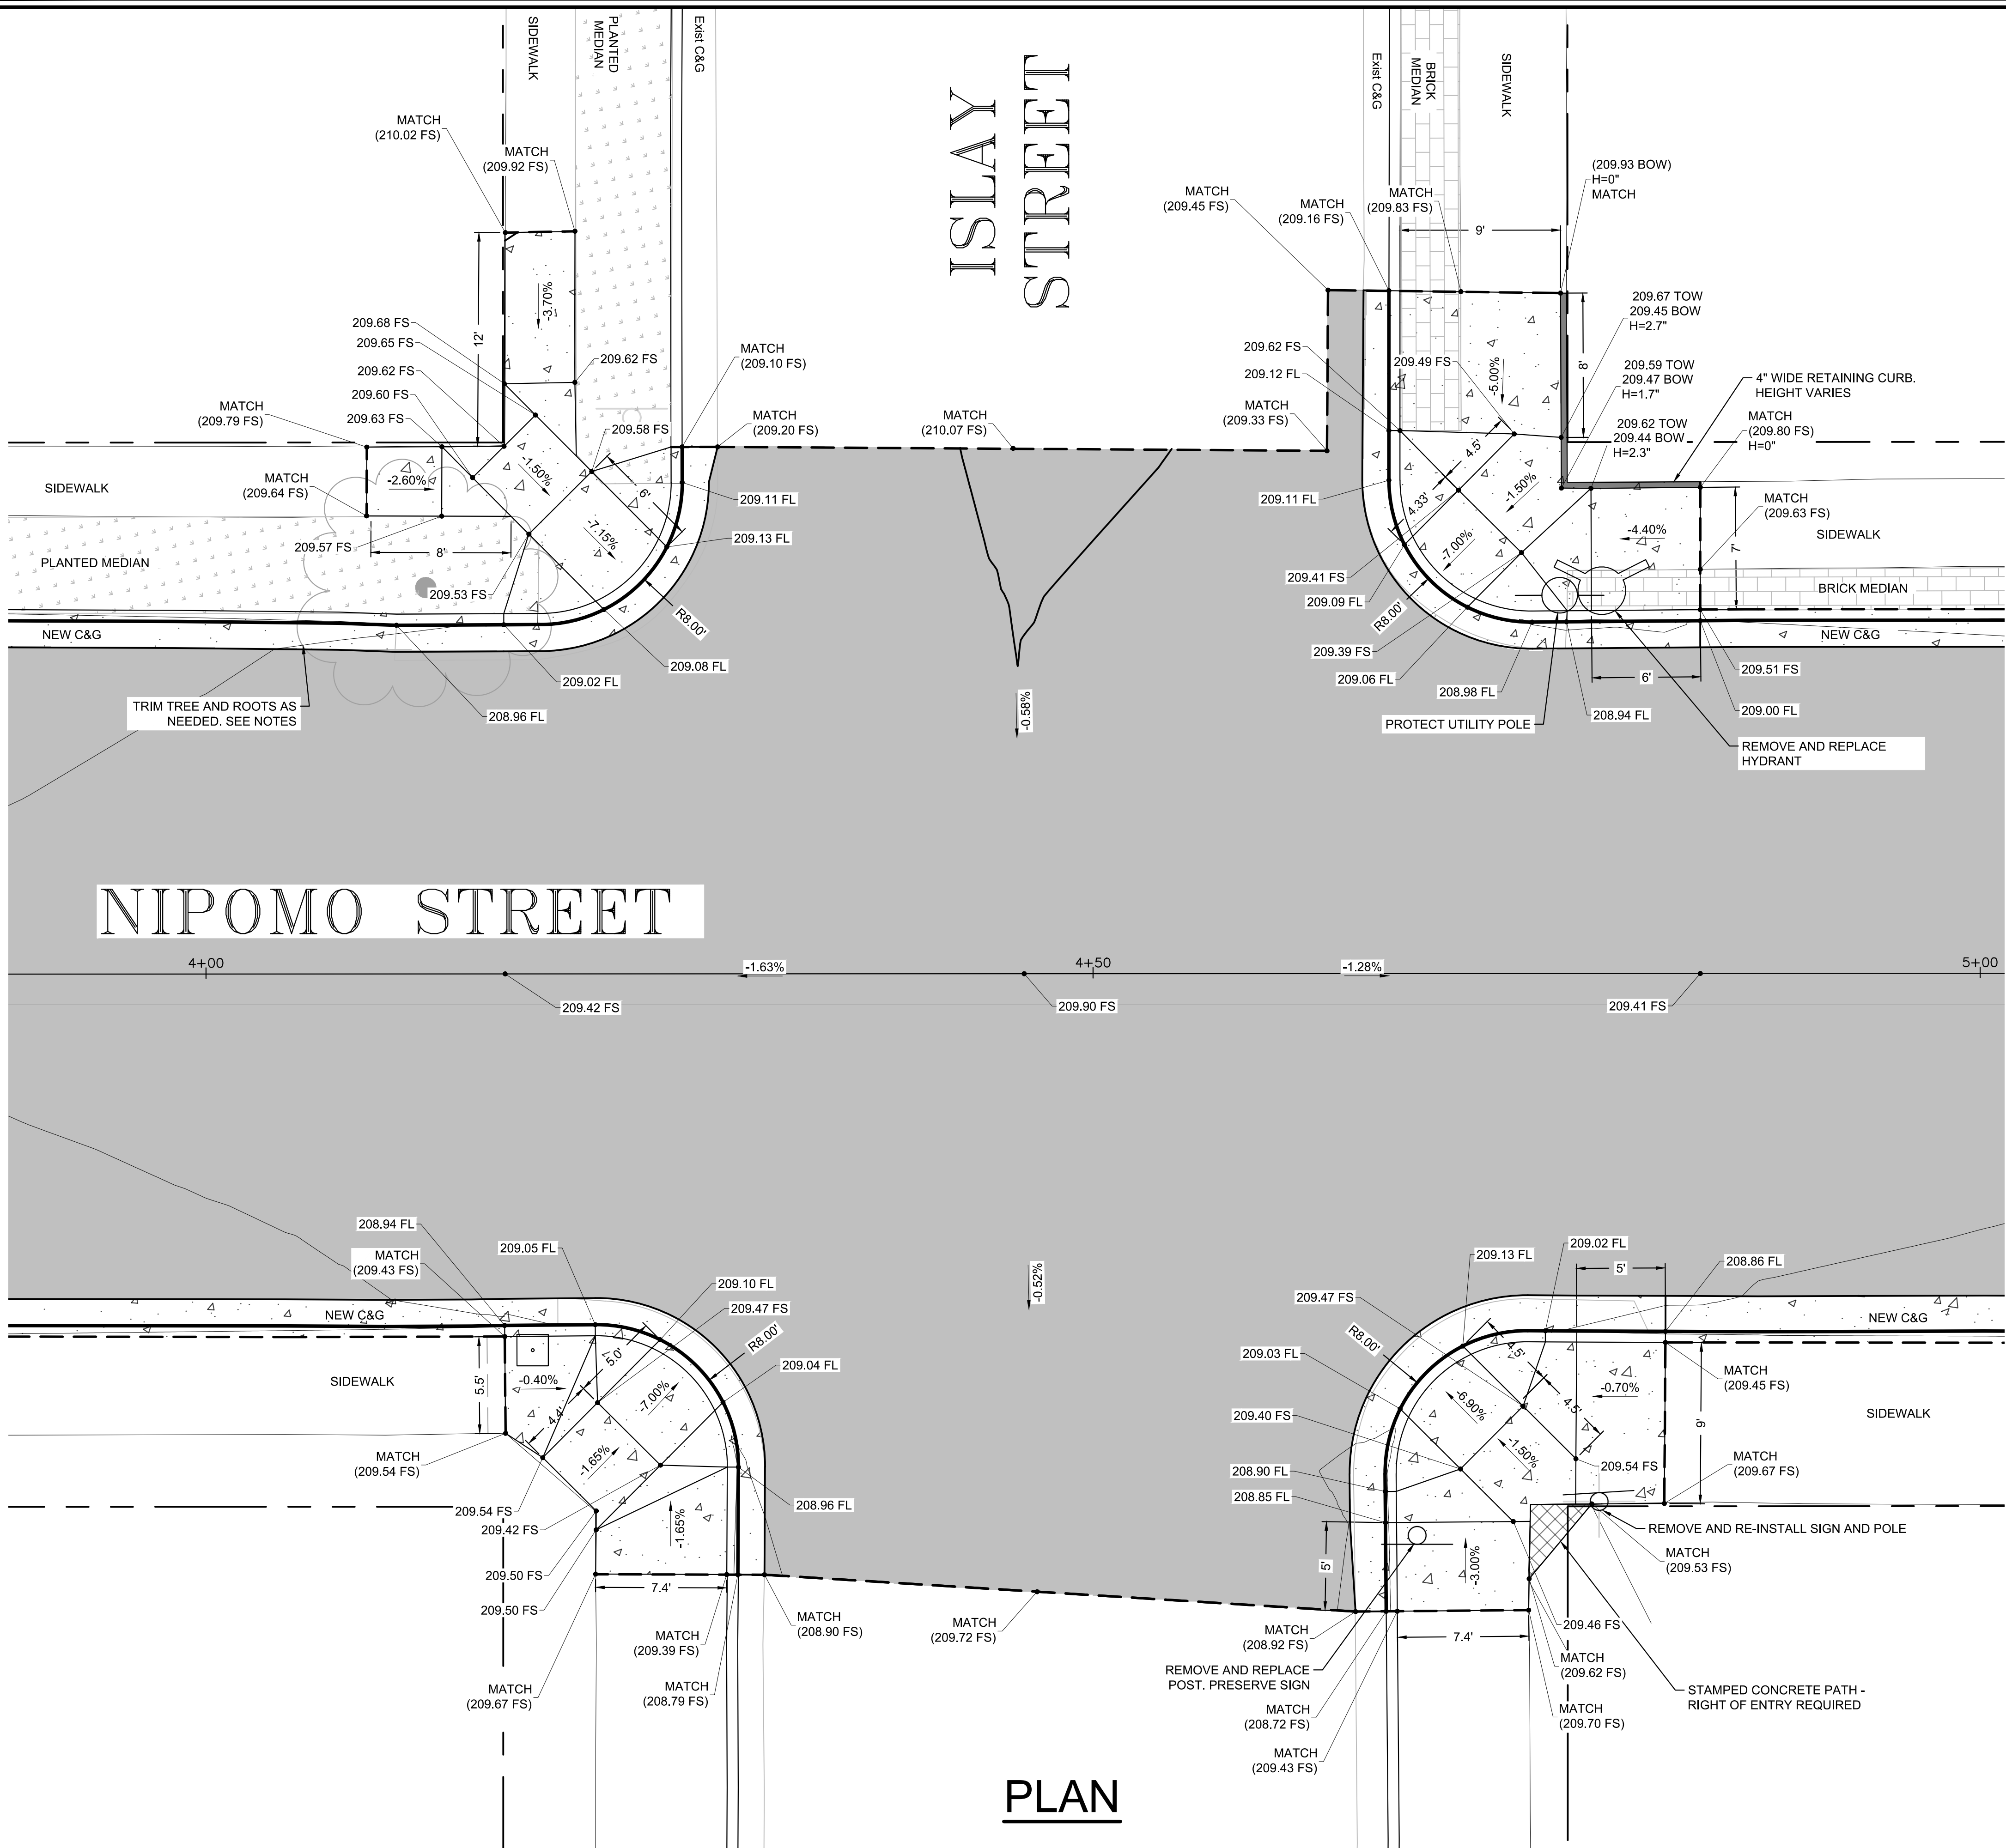 SIDEWALK
PLANTED
MEDIAN
Exist C&G
ISLAY
STREET
Exist C&G
BRICK
MEDIAN
SIDEWALK
MATCH
(210.02 FS)
MATCH
(209.92 FS)
12'
-3.70%
209.68 FS
209.65 FS
209.62 FS
209.60 FS
209.63 FS
209.62 FS
MATCH
(209.79 FS)
MATCH
(209.10 FS)
MATCH
(209.20 FS)
209.58 FS
SIDEWALK
MATCH
(209.64 FS)
-2.60%
-1.50%
6'
-7.15%
209.11 FL
209.13 FL
209.57 FS
8'
PLANTED MEDIAN
209.53 FS
R8.00'
NEW C&G
209.08 FL
209.02 FL
208.96 FL
TRIM TREE AND ROOTS AS
NEEDED. SEE NOTES
MATCH
(210.07 FS)
-0.58%
MATCH
(209.45 FS)
MATCH
(209.16 FS)
MATCH
(209.83 FS)
(209.93 BOW)
H=0"
MATCH
9'
209.62 FS
209.12 FL
209.49 FS
-5.00%
8'
209.67 TOW
209.45 BOW
H=2.7"
209.59 TOW
209.47 BOW
H=1.7"
4" WIDE RETAINING CURB.
HEIGHT VARIES
MATCH
(209.33 FS)
209.62 TOW
209.44 BOW
H=2.3"
MATCH
(209.80 FS)
H=0"
4.5'
-1.50%
209.11 FL
4.33'
-7.00%
-4.40%
7'
MATCH
(209.63 FS)
SIDEWALK
BRICK MEDIAN
209.41 FS
209.09 FL
R8.00'
209.39 FS
209.06 FL
208.98 FL
NEW C&G
6'
209.51 FS
209.00 FL
208.94 FL
PROTECT UTILITY POLE
REMOVE AND REPLACE
HYDRANT
NIPOMO STREET
4+00
-1.63%
4+50
-1.28%
5+00
209.42 FS
209.90 FS
209.41 FS
208.94 FL
MATCH
(209.43 FS)
209.05 FL
209.10 FL
209.47 FS
NEW C&G
5.0'
R8.00'
209.04 FL
SIDEWALK
5.5'
-0.40%
4.4'
-7.00%
-1.65%
MATCH
(209.54 FS)
209.54 FS
209.42 FS
209.50 FS
209.50 FS
208.96 FL
-1.65%
7.4'
MATCH
(208.90 FS)
MATCH
(209.39 FS)
MATCH
(209.67 FS)
MATCH
(208.79 FS)
-0.52%
MATCH
(209.72 FS)
209.13 FL
209.02 FL
5'
208.86 FL
209.47 FS
NEW C&G
R8.00'
4.5'
209.03 FL
MATCH
(209.45 FS)
-0.70%
-6.90%
4.5'
9'
209.40 FS
SIDEWALK
-1.50%
208.90 FL
209.54 FS
MATCH
(209.67 FS)
208.85 FL
REMOVE AND RE-INSTALL SIGN AND POLE
5'
-3.00%
MATCH
(209.53 FS)
209.46 FS
MATCH
(208.92 FS)
7.4'
MATCH
(209.62 FS)
REMOVE AND REPLACE
POST. PRESERVE SIGN
STAMPED CONCRETE PATH -
RIGHT OF ENTRY REQUIRED
MATCH
(208.72 FS)
MATCH
(209.70 FS)
MATCH
(209.43 FS)
PLAN